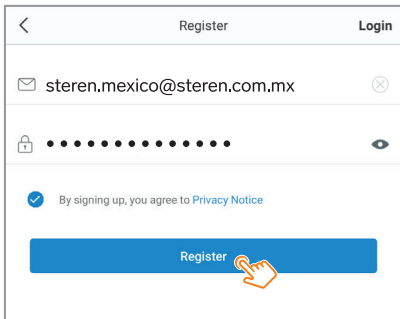 Register Login
steren.mexico@steren.com.mx
••••••••••••••
By signing up, you agree to Privacy Notice
Register